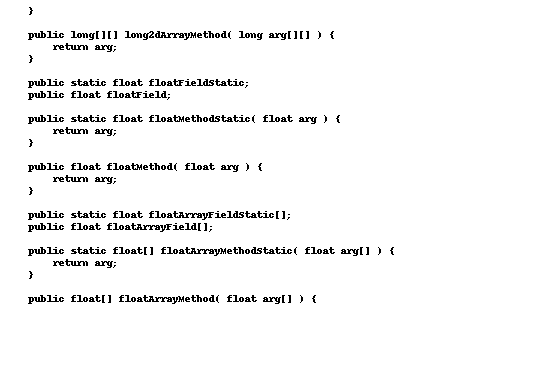 }
public long[][] long2dArrayMethod( long arg[][] ) {
return arg;
}
public static float floatFieldStatic;
public float floatField;
public static float floatMethodStatic( float arg ) {
return arg;
}
public float floatMethod( float arg ) {
return arg;
}
public static float floatArrayFieldStatic[];
public float floatArrayField[];
public static float[] floatArrayMethodStatic( float arg[] ) {
return arg;
}
public float[] floatArrayMethod( float arg[] ) {